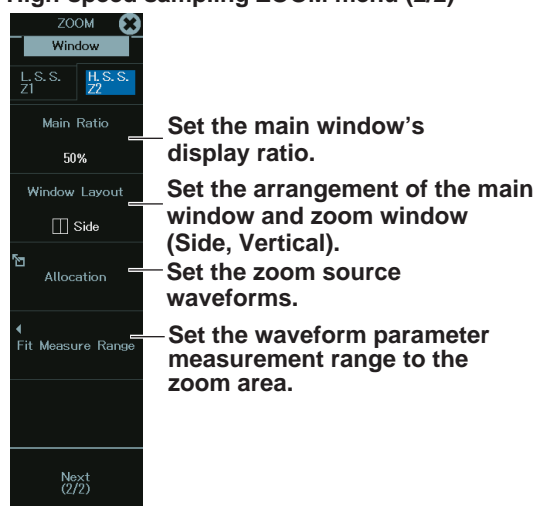 High-speed sampling ZOOM menu (2/2)
ZOOM
Window
L. S. S.
Z1
H. S. S.
Z2
Main Ratio
50%
Set the main window's
display ratio.
Window Layout
Side
Set the arrangement of the main
window and zoom window
(Side, Vertical).
Allocation
Set the zoom source
waveforms.
Fit Measure Range
Set the waveform parameter
measurement range to the
zoom area.
Next
(2/2)